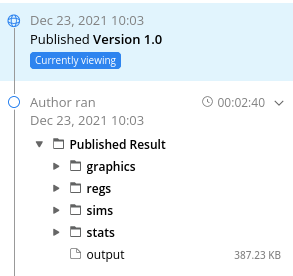 Dec 23, 2021 10:03
Published Version 1.0
Currently viewing
Author ran 00:02:40
Dec 23, 2021 10:03
Published Result
graphics
regs
sims
stats
output 387.23 KB